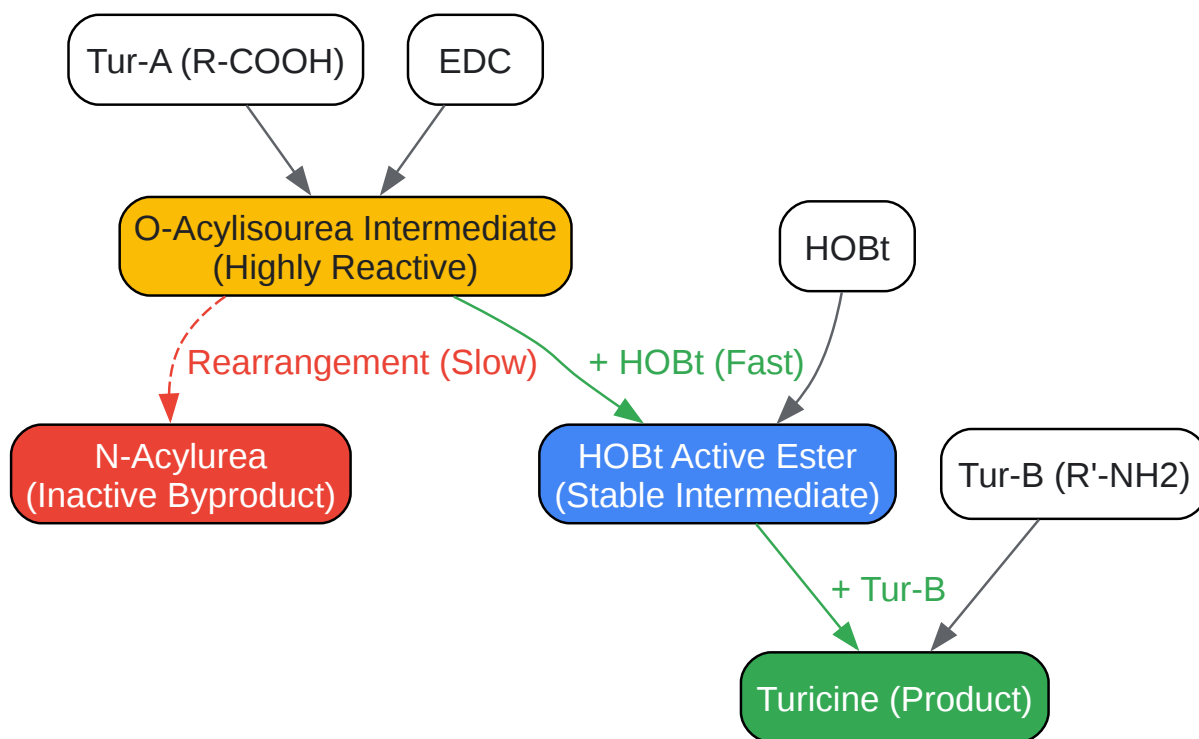 Tur-A (R-COOH)
EDC
O-Acylisourea Intermediate
(Highly Reactive)
HOBt
Rearrangement (Slow)
+ HOBt (Fast)
N-Acylurea
(Inactive Byproduct)
HOBt Active Ester
(Stable Intermediate)
Tur-B (R'-NH2)
+ Tur-B
Turicine (Product)